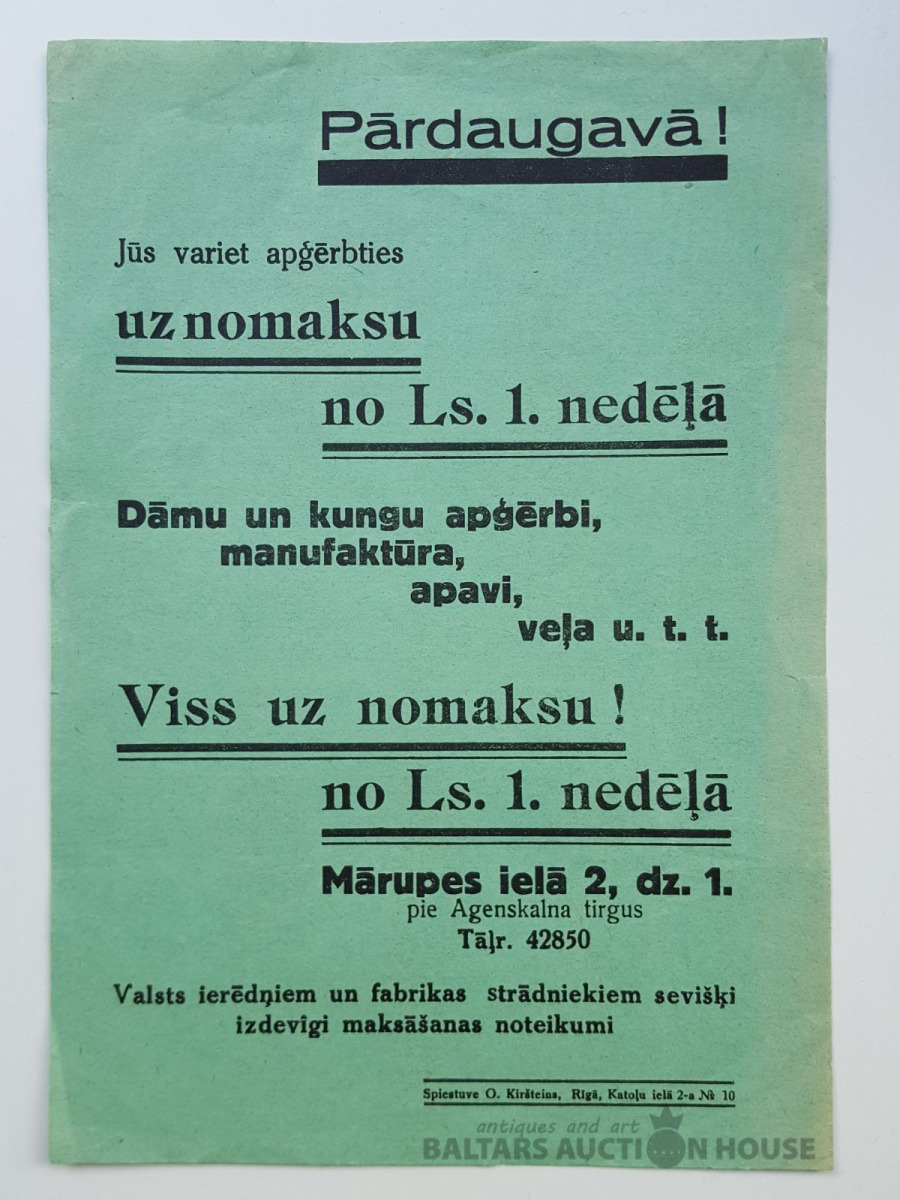 Pārdaugavā!
Jūs variet apģērbties
uz nomaksu
no Ls. 1. nedēļā
Dāmu un kungu apģērbi,
manufaktūra,
apavi,
veļa u. t. t.
Viss uz nomaksu!
no Ls. 1. nedēļā
Mārupes ielā 2, dz. 1.
pie Agenskalna tirgus
Tāļr. 42850
Valsts ierēdņiem un fabrikas strādniekiem sevišķi
izdevīgi maksāšanas noteikumi
Spiestuve O. Kiršteins, Rīgā, Katoļu ielā 2-a № 10
antiques and art
BALTARS AUCTION HOUSE